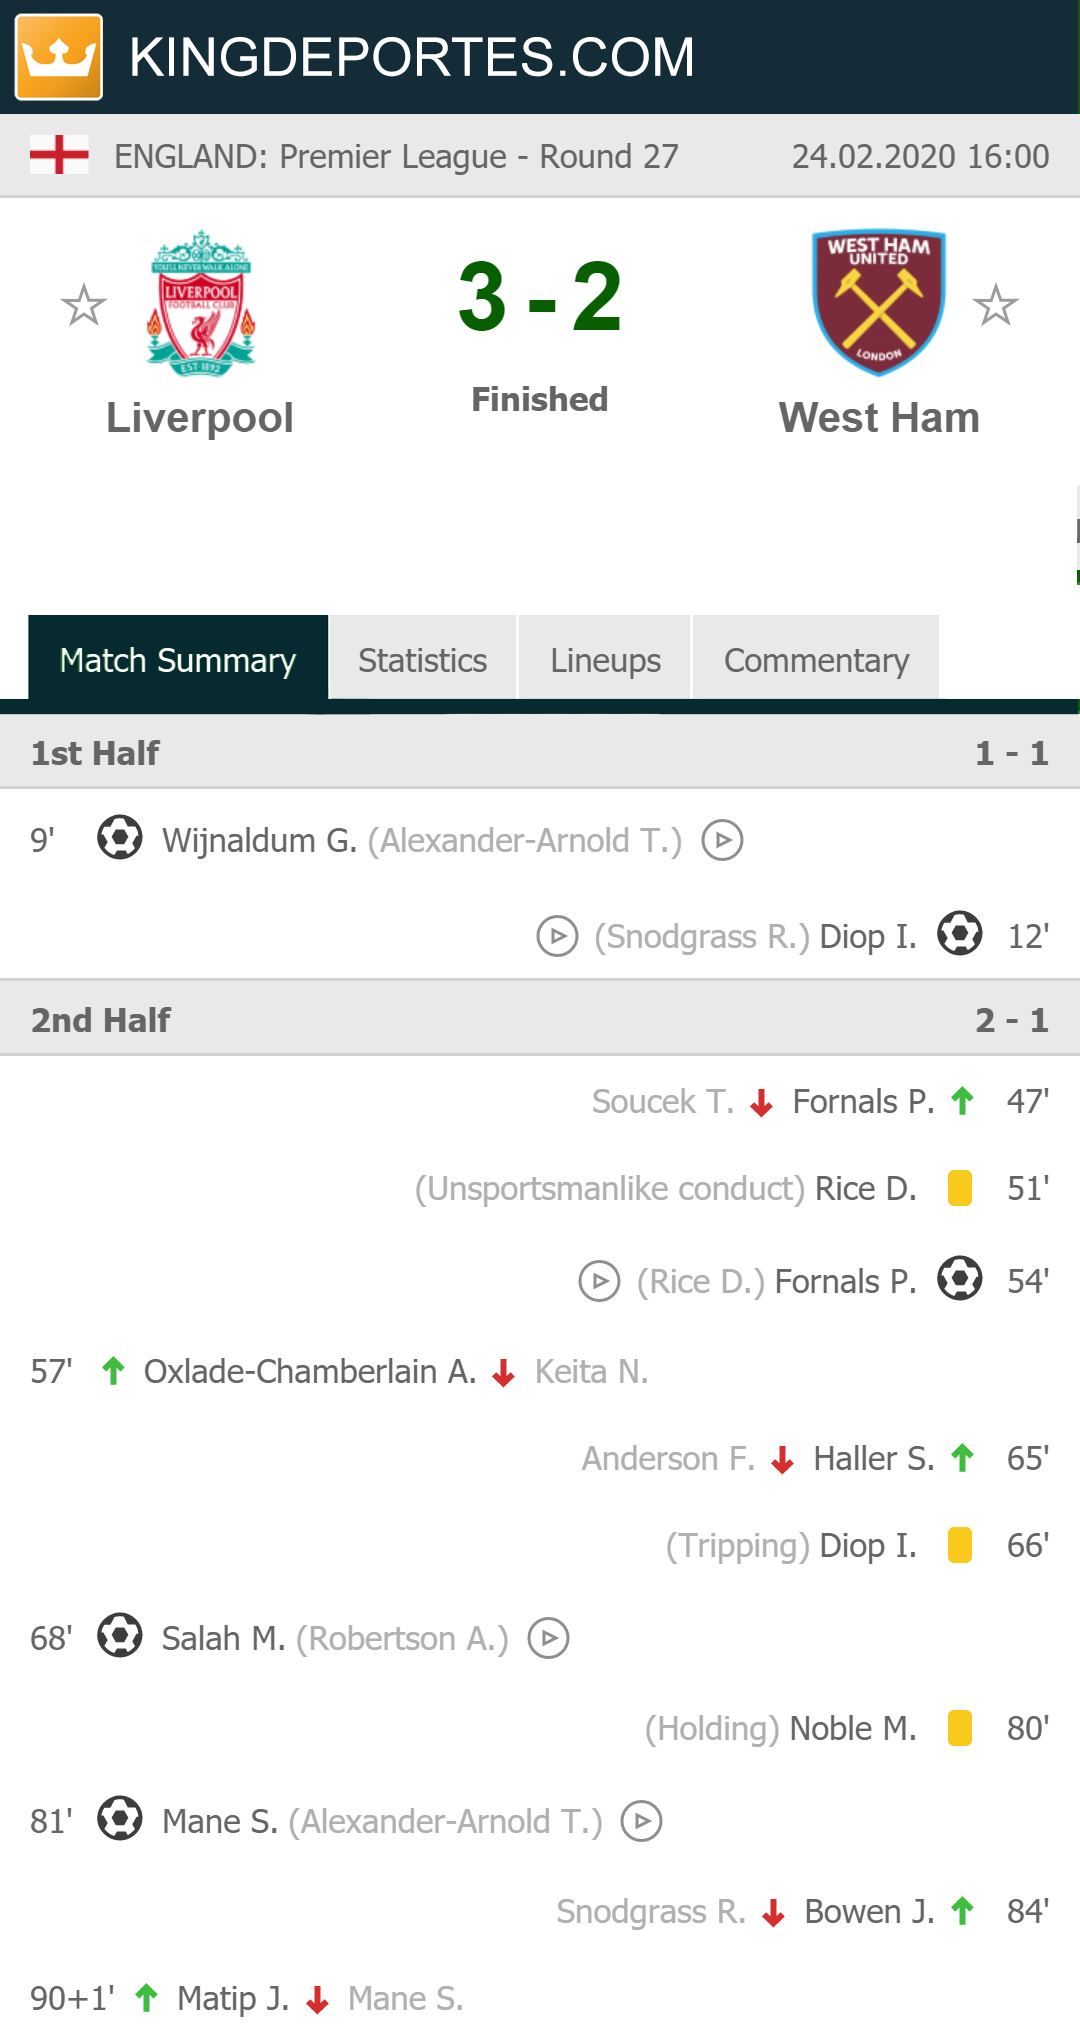 KINGDEPORTES.COM
ENGLAND: Premier League - Round 27 24.02.2020 16:00
YOU'LL NEVER WALK ALONE
LIVERPOOL
FOOTBALL CLUB
EST·1892
WEST HAM
UNITED
LONDON
3 - 2
Finished
Liverpool West Ham
Match Summary Statistics Lineups Commentary
1st Half 1 - 1
9' Wijnaldum G. (Alexander-Arnold T.)
(Snodgrass R.) Diop I. 12'
2nd Half 2 - 1
Soucek T. Fornals P. 47'
(Unsportsmanlike conduct) Rice D. 51'
(Rice D.) Fornals P. 54'
57' Oxlade-Chamberlain A. Keita N.
Anderson F. Haller S. 65'
(Tripping) Diop I. 66'
68' Salah M. (Robertson A.)
(Holding) Noble M. 80'
81' Mane S. (Alexander-Arnold T.)
Snodgrass R. Bowen J. 84'
90+1' Matip J. Mane S.